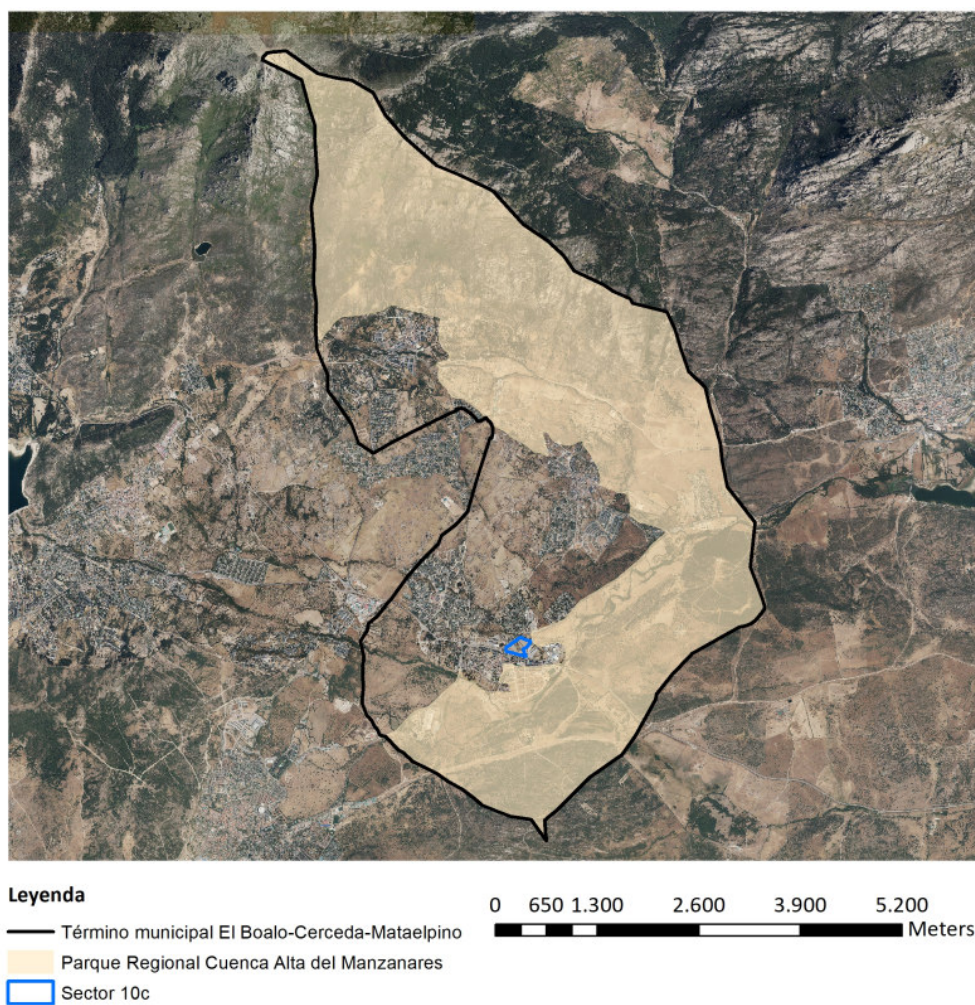 Leyenda
Término municipal El Boalo-Cerceda-Mataelpino
Parque Regional Cuenca Alta del Manzanares
Sector 10c
0 650 1.300 2.600 3.900 5.200
Meters